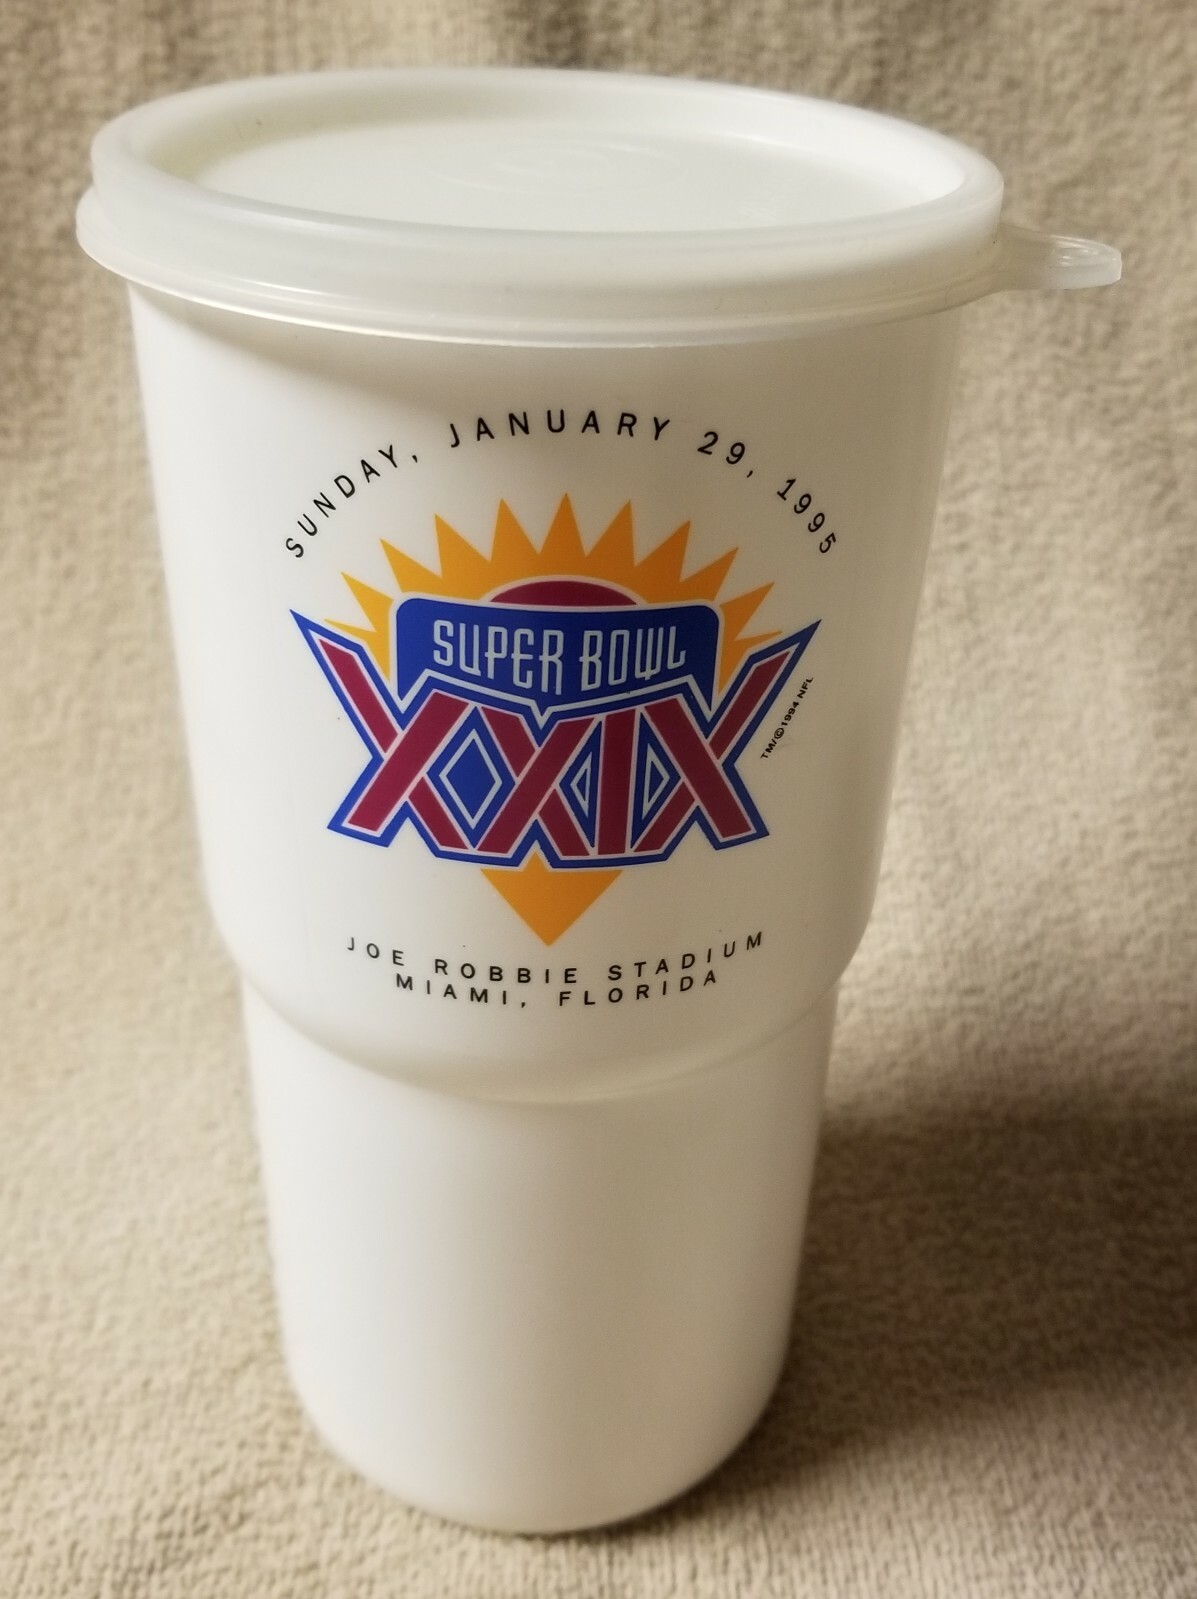 SUNDAY, JANUARY 29, 1995
SUPER BOWL
XXIX
TM/©1994 NFL
JOE ROBBIE STADIUM
MIAMI, FLORIDA